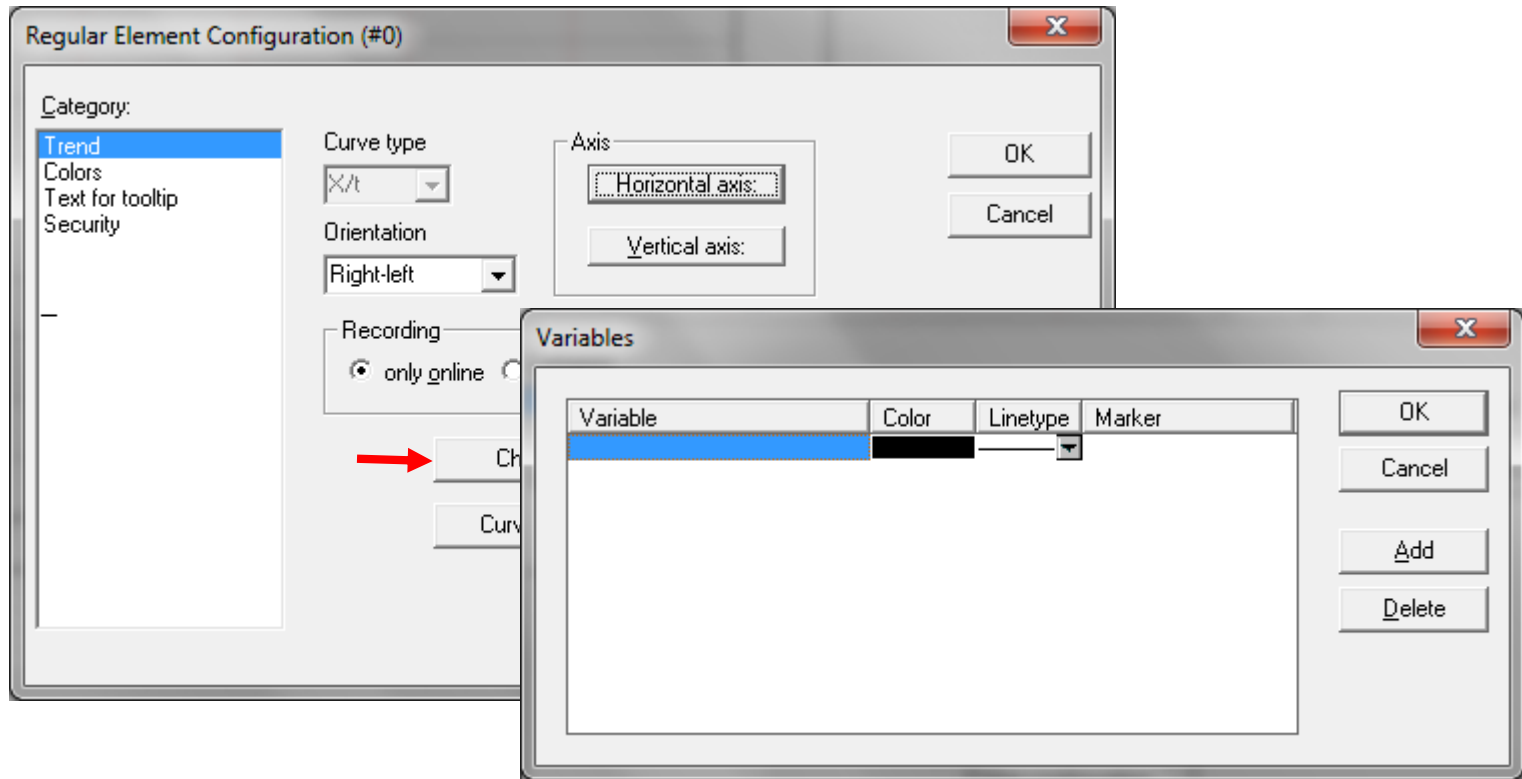 Regular Element Configuration (#0)
Category:
Trend
Colors
Text for tooltip
Security
Curve type
X/t
Orientation
Right-left
Axis
Horizontal axis:
Vertical axis:
OK
Cancel
Recording
only online
Variables
Variable Color Linetype Marker
OK
Cancel
Add
Delete